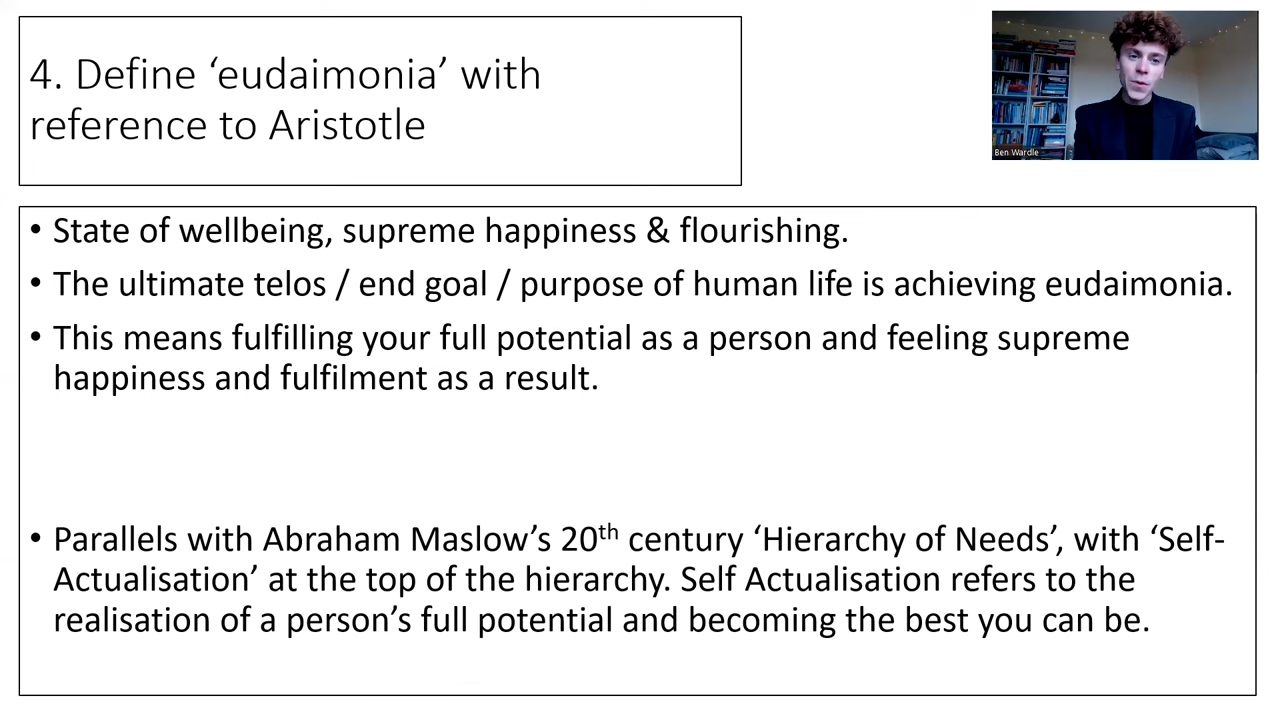 4. Define ‘eudaimonia’ with
reference to Aristotle
Ben Wardle
• State of wellbeing, supreme happiness & flourishing.
• The ultimate telos / end goal / purpose of human life is achieving eudaimonia.
• This means fulfilling your full potential as a person and feeling supreme
happiness and fulfilment as a result.
• Parallels with Abraham Maslow’s 20th century ‘Hierarchy of Needs’, with ‘Self-
Actualisation’ at the top of the hierarchy. Self Actualisation refers to the
realisation of a person’s full potential and becoming the best you can be.